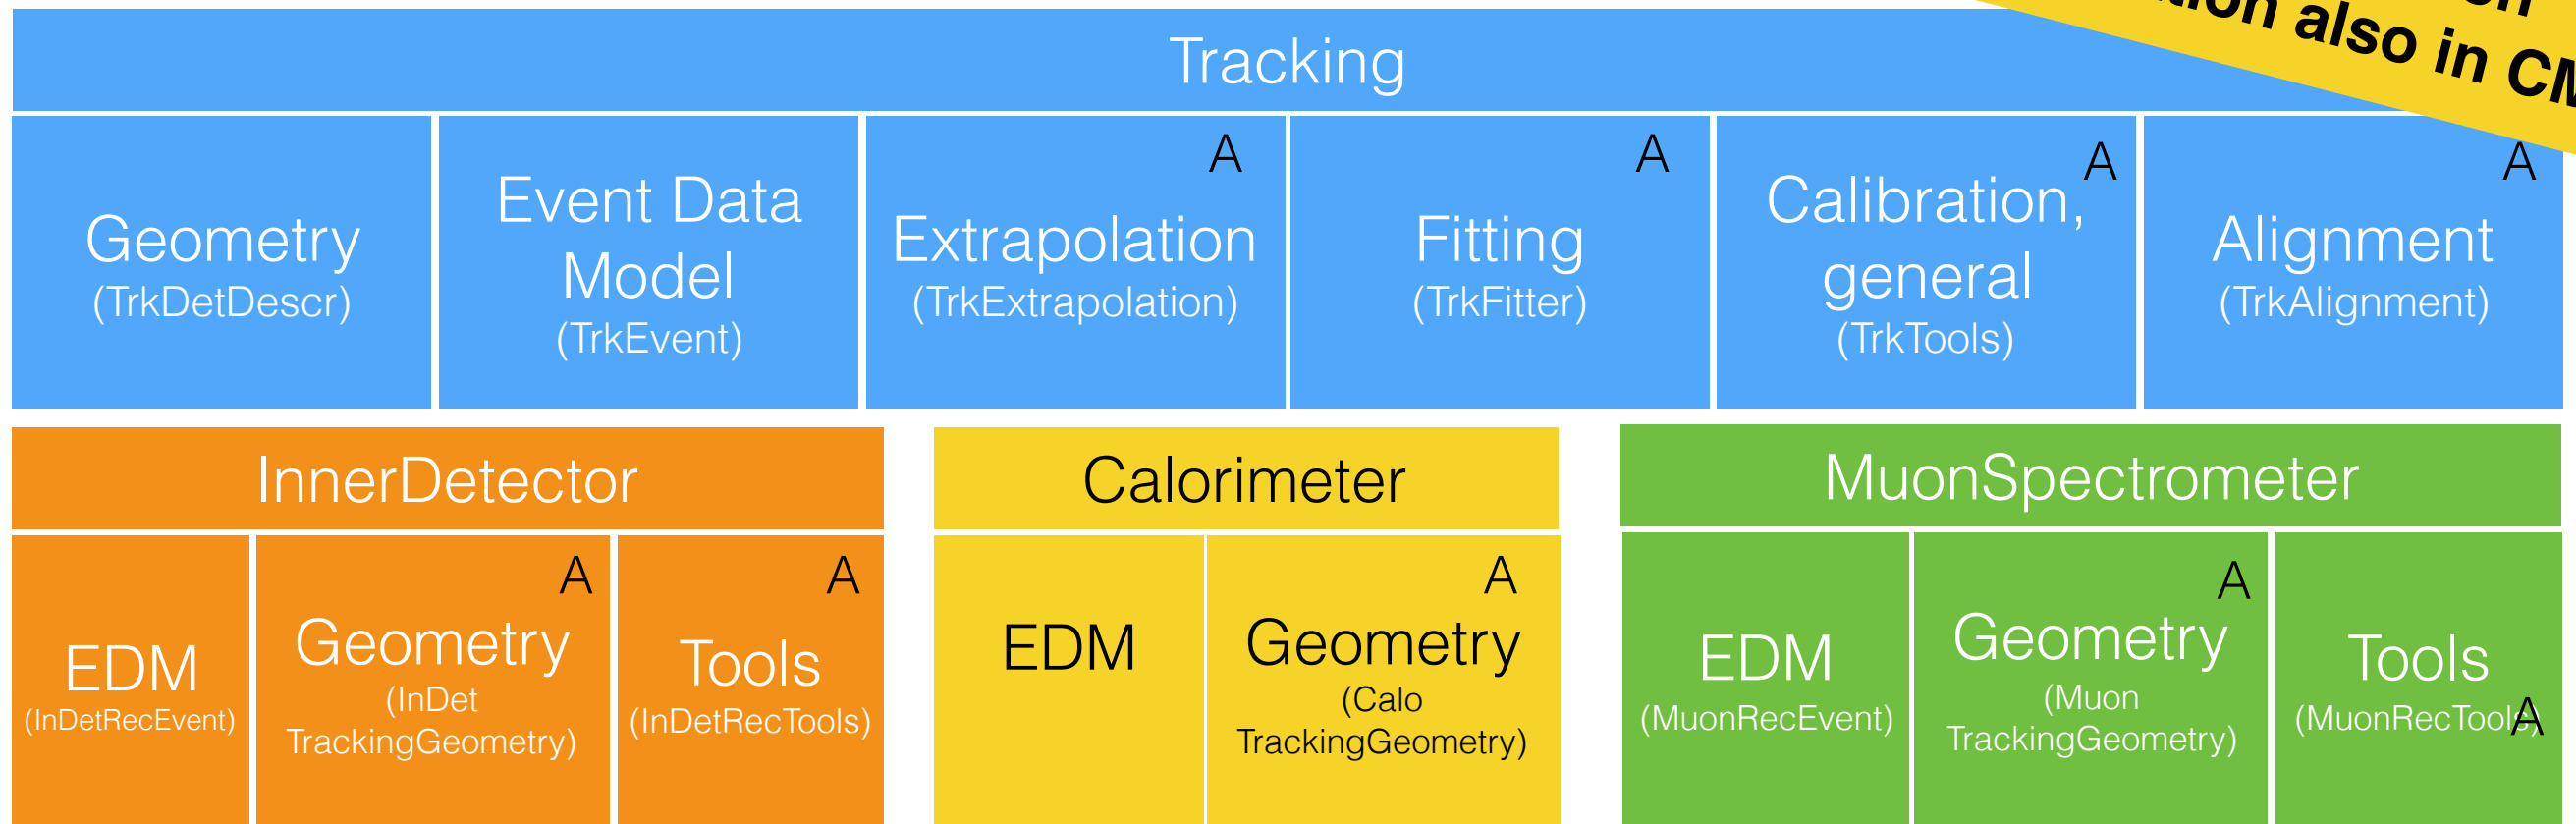 also in
Tracking
Geometry
(TrkDetDescr)
Event Data
Model
(TrkEvent)
A
Extrapolation
(TrkExtrapolation)
A
Fitting
(TrkFitter)
A
Calibration,
general
(TrkTools)
A
Alignment
(TrkAlignment)
InnerDetector
EDM
(InDetRecEvent)
A
Geometry
(InDet
TrackingGeometry)
A
Tools
(InDetRecTools)
Calorimeter
EDM
A
Geometry
(Calo
TrackingGeometry)
MuonSpectrometer
EDM
(MuonRecEvent)
A
Geometry
(Muon
TrackingGeometry)
Tools
(MuonRecTools)
A